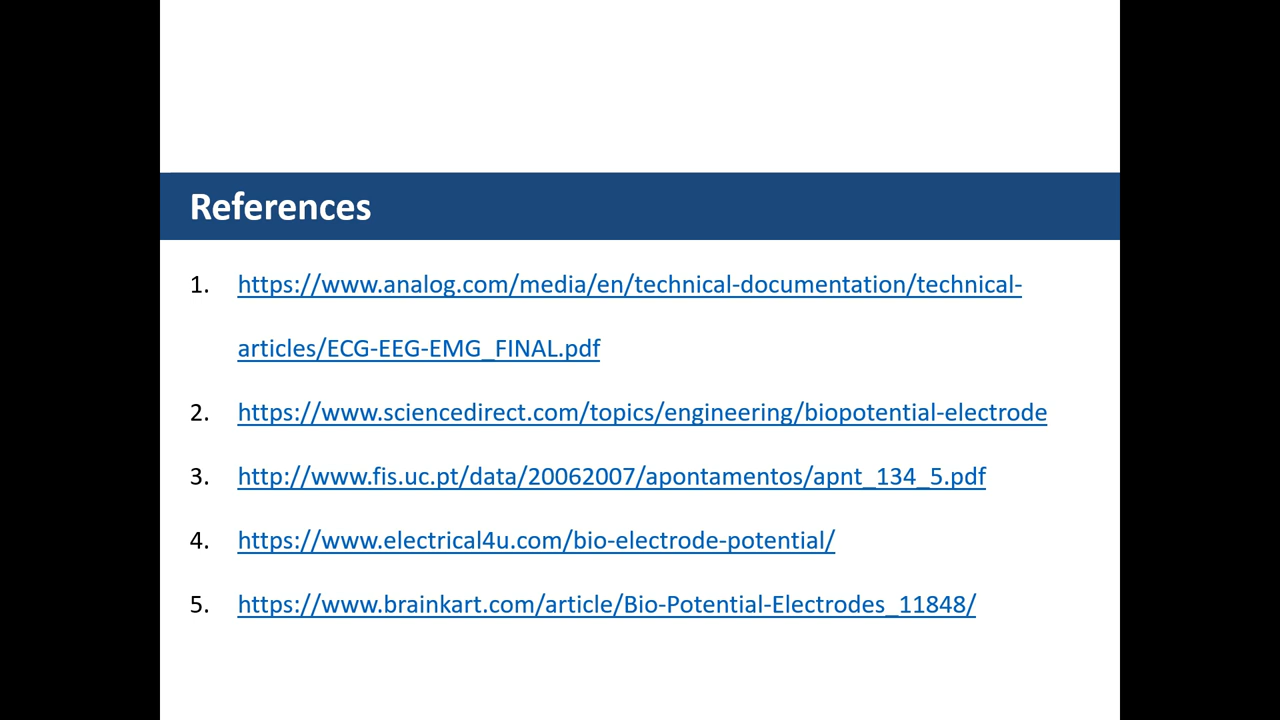 References
1. https://www.analog.com/media/en/technical-documentation/technical-
articles/ECG-EEG-EMG_FINAL.pdf
2. https://www.sciencedirect.com/topics/engineering/biopotential-electrode
3. http://www.fis.uc.pt/data/20062007/apontamentos/apnt_134_5.pdf
4. https://www.electrical4u.com/bio-electrode-potential/
5. https://www.brainkart.com/article/Bio-Potential-Electrodes_11848/